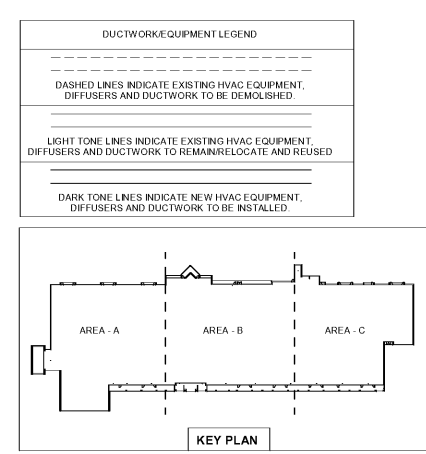 DUCTWORK/EQUIPMENT LEGEND
DASHED LINES INDICATE EXISTING HVAC EQUIPMENT,
DIFFUSERS AND DUCTWORK TO BE DEMOLISHED.
LIGHT TONE LINES INDICATE EXISTING HVAC EQUIPMENT,
DIFFUSERS AND DUCTWORK TO REMAIN/RELOCATE AND REUSED
DARK TONE LINES INDICATE NEW HVAC EQUIPMENT,
DIFFUSERS AND DUCTWORK TO BE INSTALLED.
AREA - A
AREA - B
AREA - C
KEY PLAN